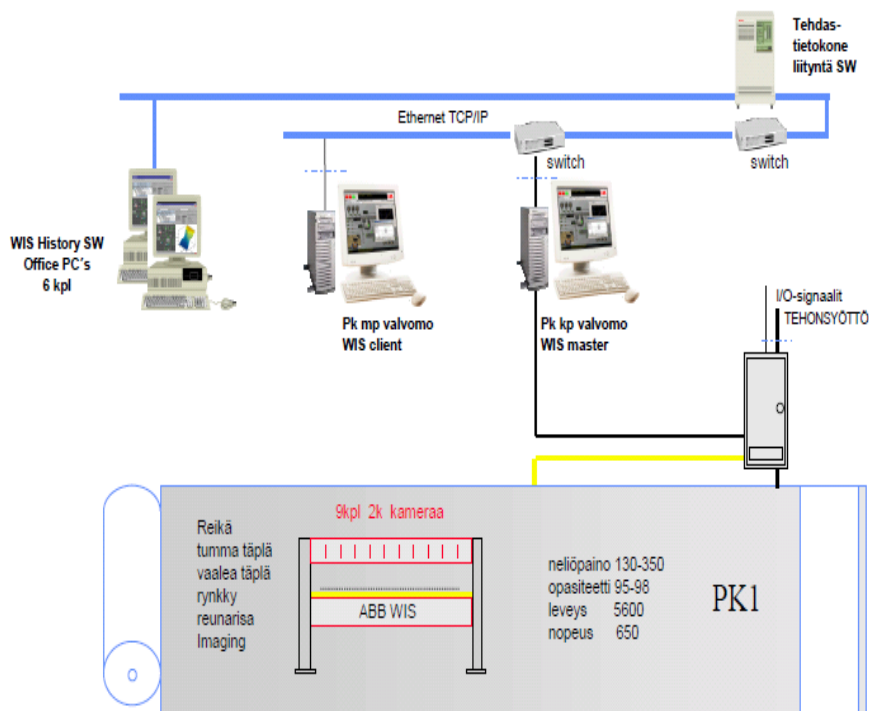 Tehdas-
tietokone
liityntä SW
Ethernet TCP/IP
switch
switch
WIS History SW
Office PC´s
6 kpl
Pk mp valvomo
WIS client
Pk kp valvomo
WIS master
I/O-signaalit
TEHONSYÖTTÖ
9kpl 2k kameraa
Reikä
tumma täplä
vaalea täplä
rynkky
reunarisa
Imaging
ABB WIS
neliöpaino 130-350
opasiteetti 95-98
leveys 5600
nopeus 650
PK1